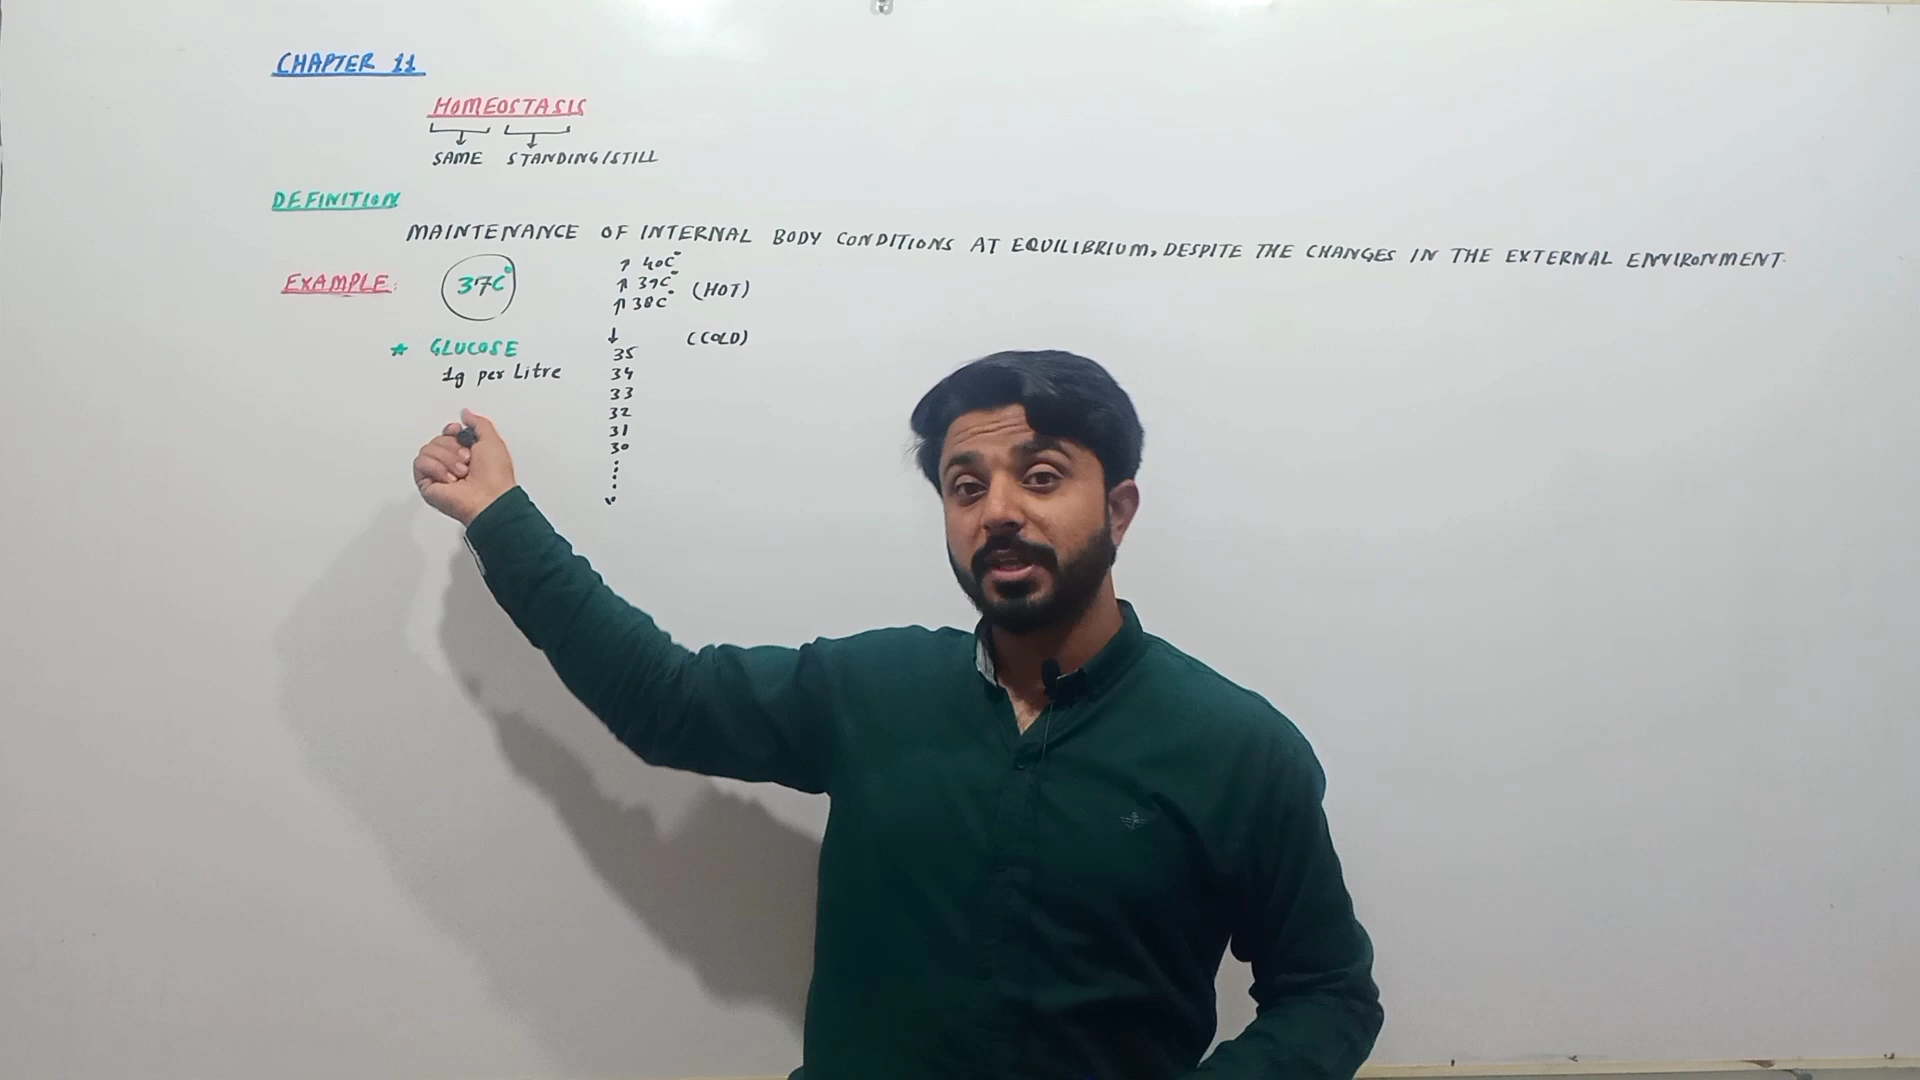 CHAPTER 11
HOMEOSTASIS
SAME STANDING/STILL
DEFINITION
MAINTENANCE OF INTERNAL BODY CONDITIONS AT EQUILIBRIUM, DESPITE THE CHANGES IN THE EXTERNAL ENVIRONMENT.
EXAMPLE: 37C°
↑ 40C°
↑ 39C° (HOT)
↑ 38C°
↓ (COLD)
* GLUCOSE
1g per Litre
35
34
33
32
31
30